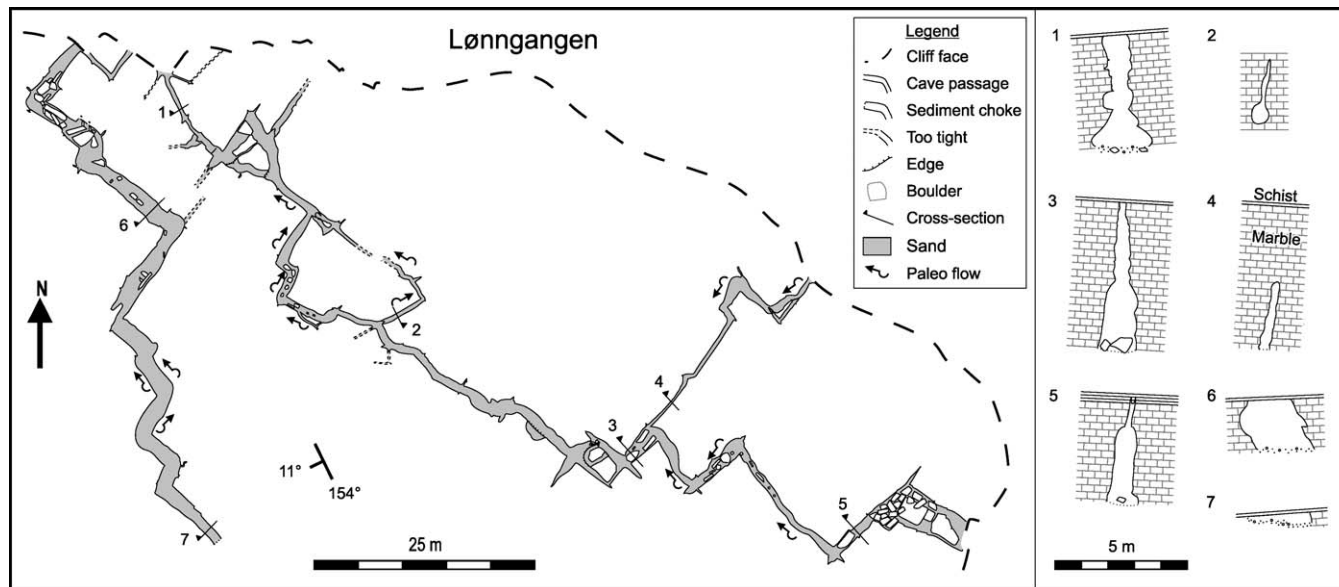 Lønngangen
Legend
Cliff face
Cave passage
Sediment choke
Too tight
Edge
Boulder
Cross-section
Sand
Paleo flow
1
6
N
2
4
3
5
11°
154°
7
25 m
1
2
3
Schist
4
Marble
5
6
7
5 m